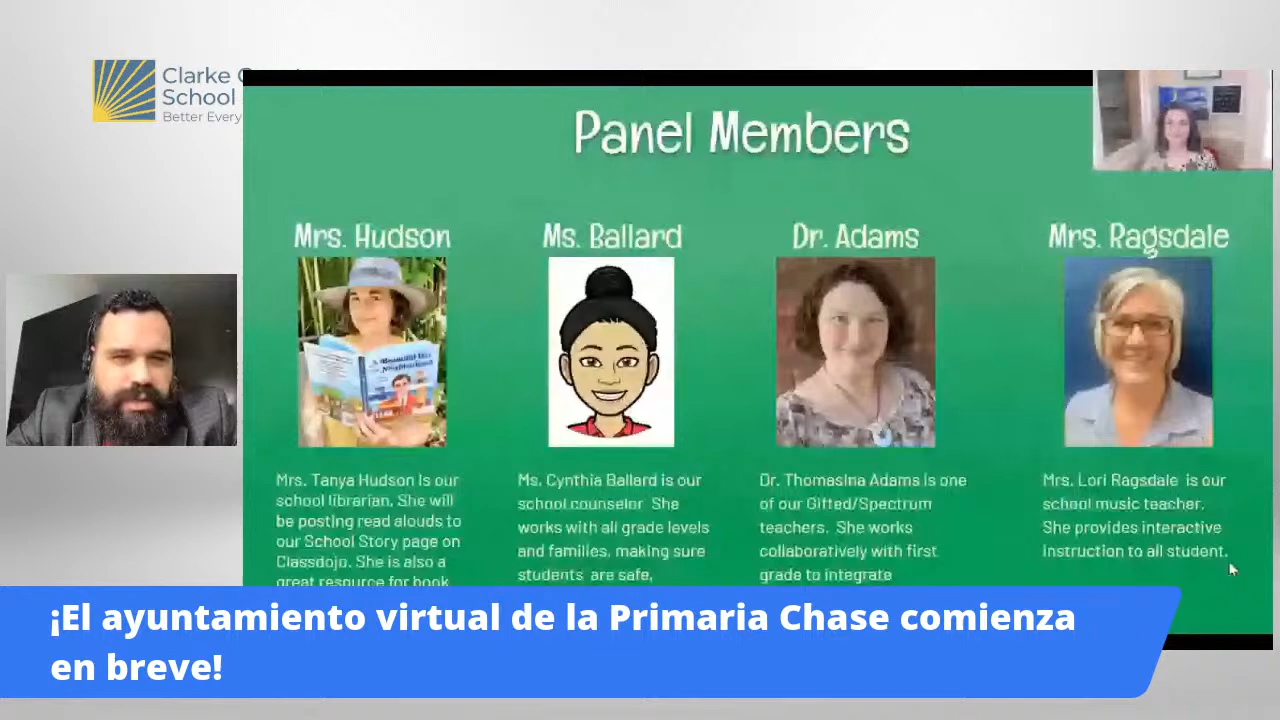 Clarke
School
Better Every
Panel Members
Mrs. Hudson
Ms. Ballard
Dr. Adams
Mrs. Ragsdale
Mrs. Tanya Hudson is our
school librarian. She will
be posting read alouds to
our School Story page on
Classdojo. She is also a
great resource for book
Ms. Cynthia Ballard is our
school counselor She
works with all grade levels
and families, making sure
students are safe,
Dr. Thomasina Adams is one
of our Gifted/Spectrum
teachers. She works
collaboratively with first
grade to integrate
Mrs. Lori Ragsdale is our
school music teacher.
She provides interactive
instruction to all student.
¡El ayuntamiento virtual de la Primaria Chase comienza
en breve!